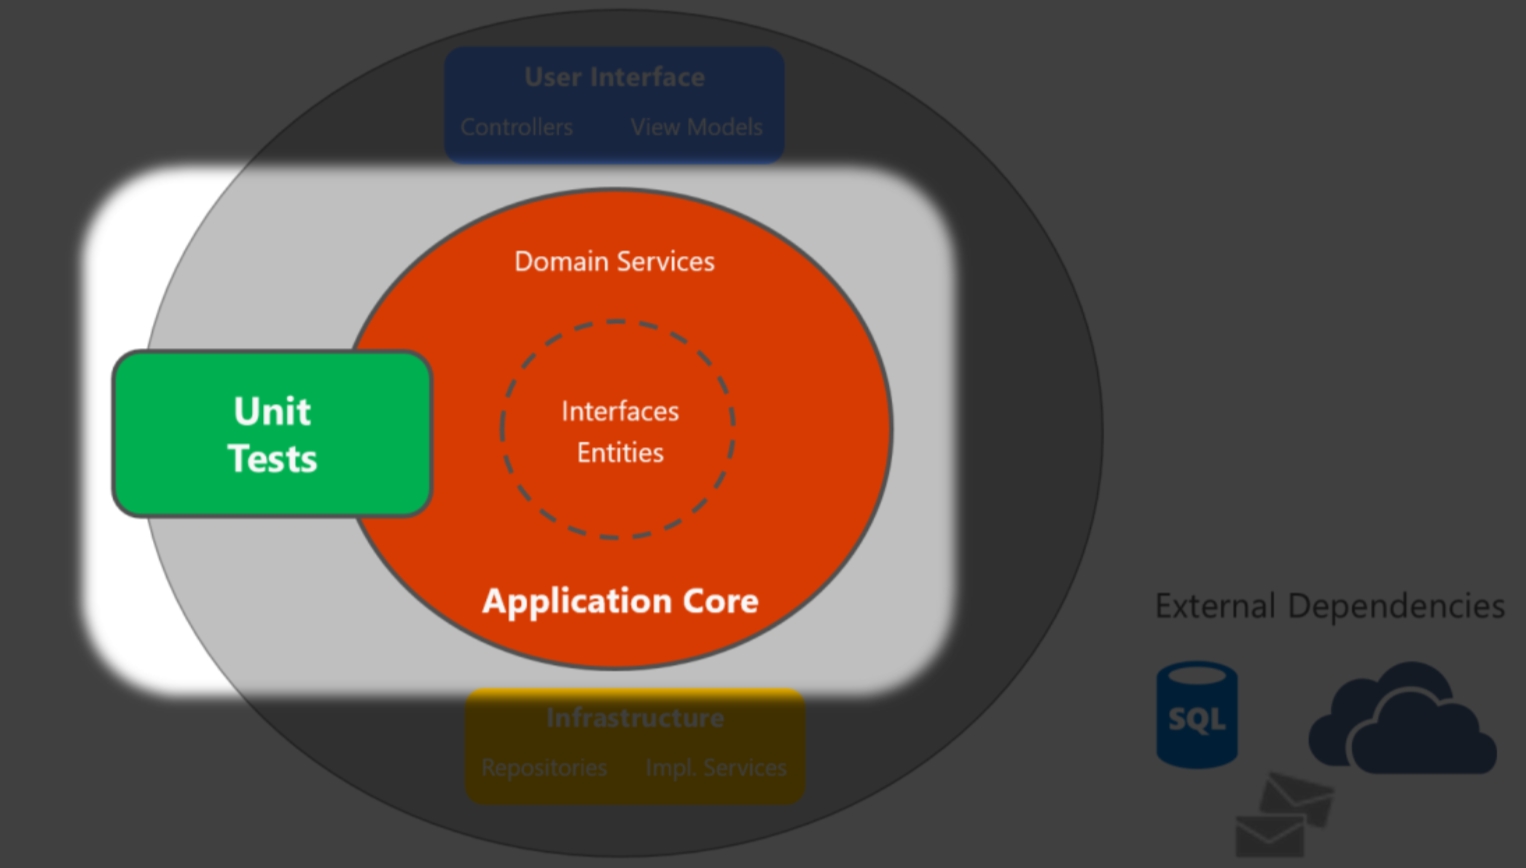 User Interface
Controllers View Models
Domain Services
Interfaces
Entities
Unit
Tests
Application Core
Infrastructure
Repositories Impl. Services
External Dependencies
SQL